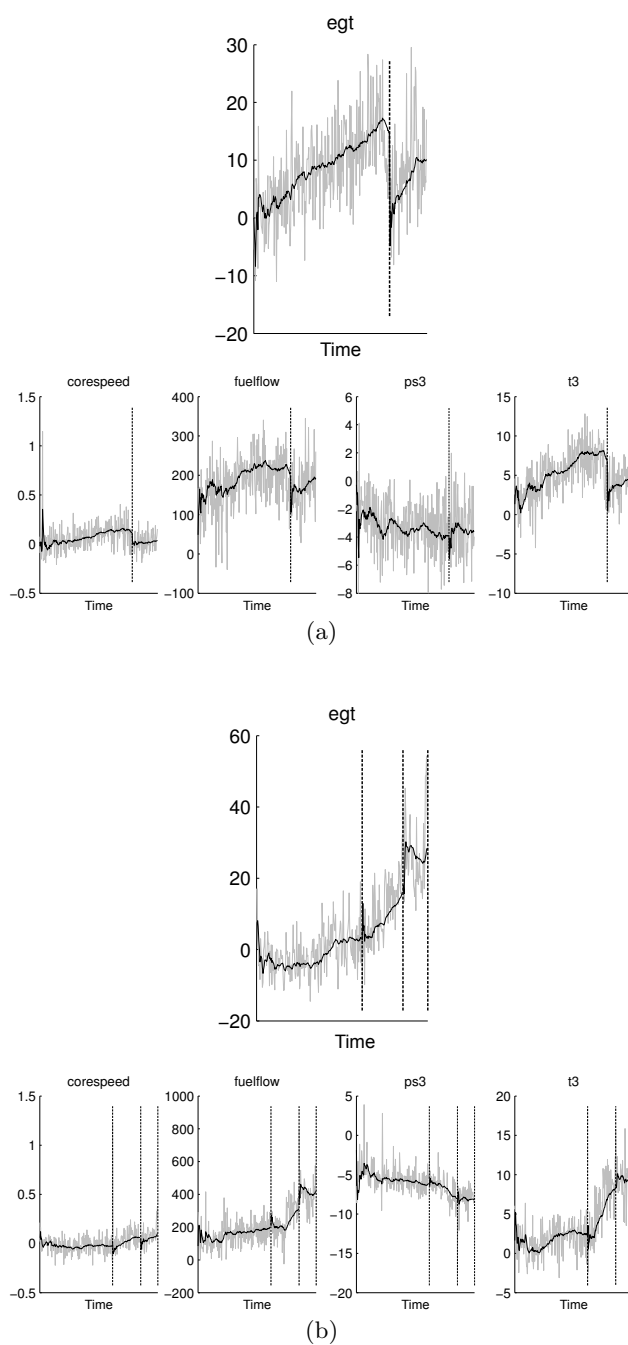 egt
30
20
10
0
−10
−20
Time
corespeed fuelflow ps3 t3
1.5 400 6 15
300 4
1 10
200 2
0
0.5 5
100 −2
0 0 −4 0
−5
−6
−0.5 −100 −8 −10
Time Time Time Time
(a)
egt
60
40
20
0
−20
Time
corespeed fuelflow ps3 t3
1.5 1000 5 20
800 0 15
1
600 −5 10
0.5 400
200 −10 5
0 0 −15 0
−0.5 −200 −20 −5
Time Time Time Time
(b)